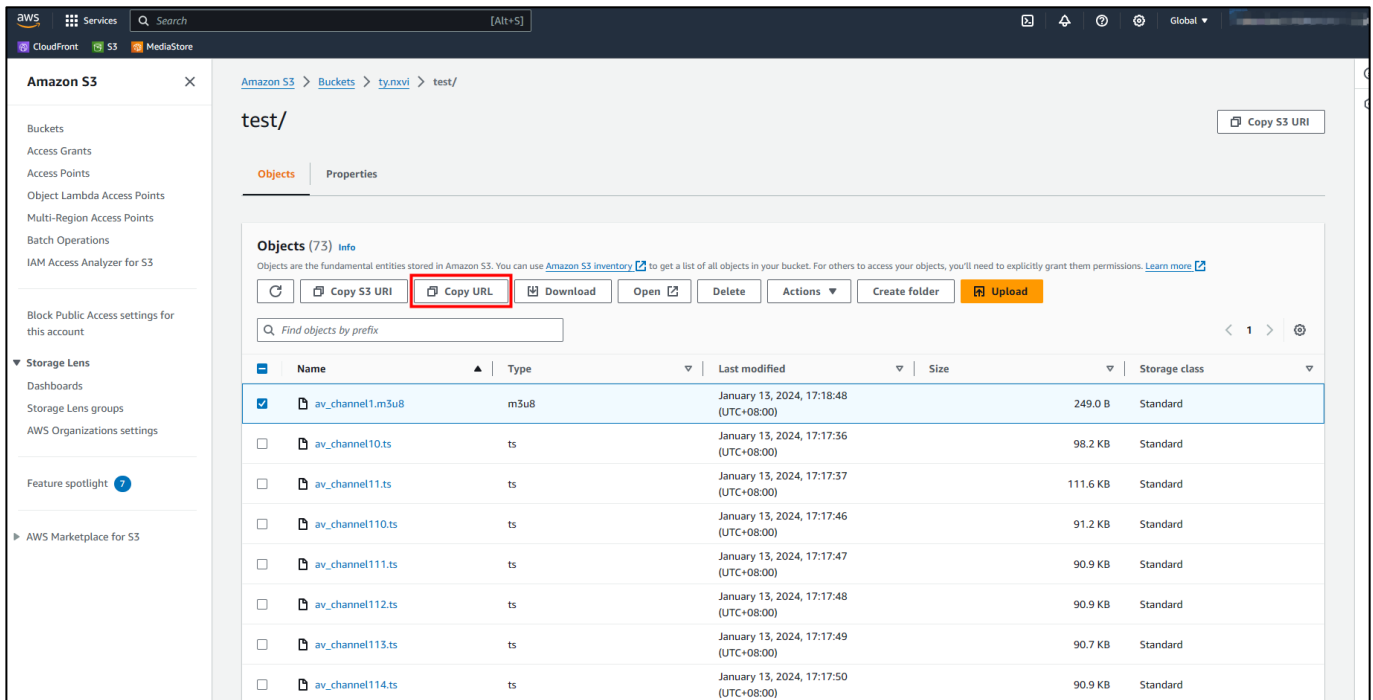 aws Services Search [Alt+S] Global
CloudFront S3 MediaStore
Amazon S3
Buckets
Access Grants
Access Points
Object Lambda Access Points
Multi-Region Access Points
Batch Operations
IAM Access Analyzer for S3
Block Public Access settings for
this account
Storage Lens
Dashboards
Storage Lens groups
AWS Organizations settings
Feature spotlight 7
AWS Marketplace for S3
Amazon S3 > Buckets > ty.nxvi > test/
test/
Copy S3 URI
Objects Properties
Objects (73) Info
Objects are the fundamental entities stored in Amazon S3. You can use Amazon S3 inventory to get a list of all objects in your bucket. For others to access your objects, you'll need to explicitly grant them permissions. Learn more
Copy S3 URI Copy URL Download Open Delete Actions Create folder Upload
Find objects by prefix 1
Name Type Last modified Size Storage class
av_channel1.m3u8 m3u8 January 13, 2024, 17:18:48 (UTC+08:00) 249.0 B Standard
av_channel10.ts ts January 13, 2024, 17:17:36 (UTC+08:00) 98.2 KB Standard
av_channel11.ts ts January 13, 2024, 17:17:37 (UTC+08:00) 111.6 KB Standard
av_channel110.ts ts January 13, 2024, 17:17:46 (UTC+08:00) 91.2 KB Standard
av_channel111.ts ts January 13, 2024, 17:17:47 (UTC+08:00) 90.9 KB Standard
av_channel112.ts ts January 13, 2024, 17:17:48 (UTC+08:00) 90.9 KB Standard
av_channel113.ts ts January 13, 2024, 17:17:49 (UTC+08:00) 90.7 KB Standard
av_channel114.ts ts January 13, 2024, 17:17:50 (UTC+08:00) 90.9 KB Standard